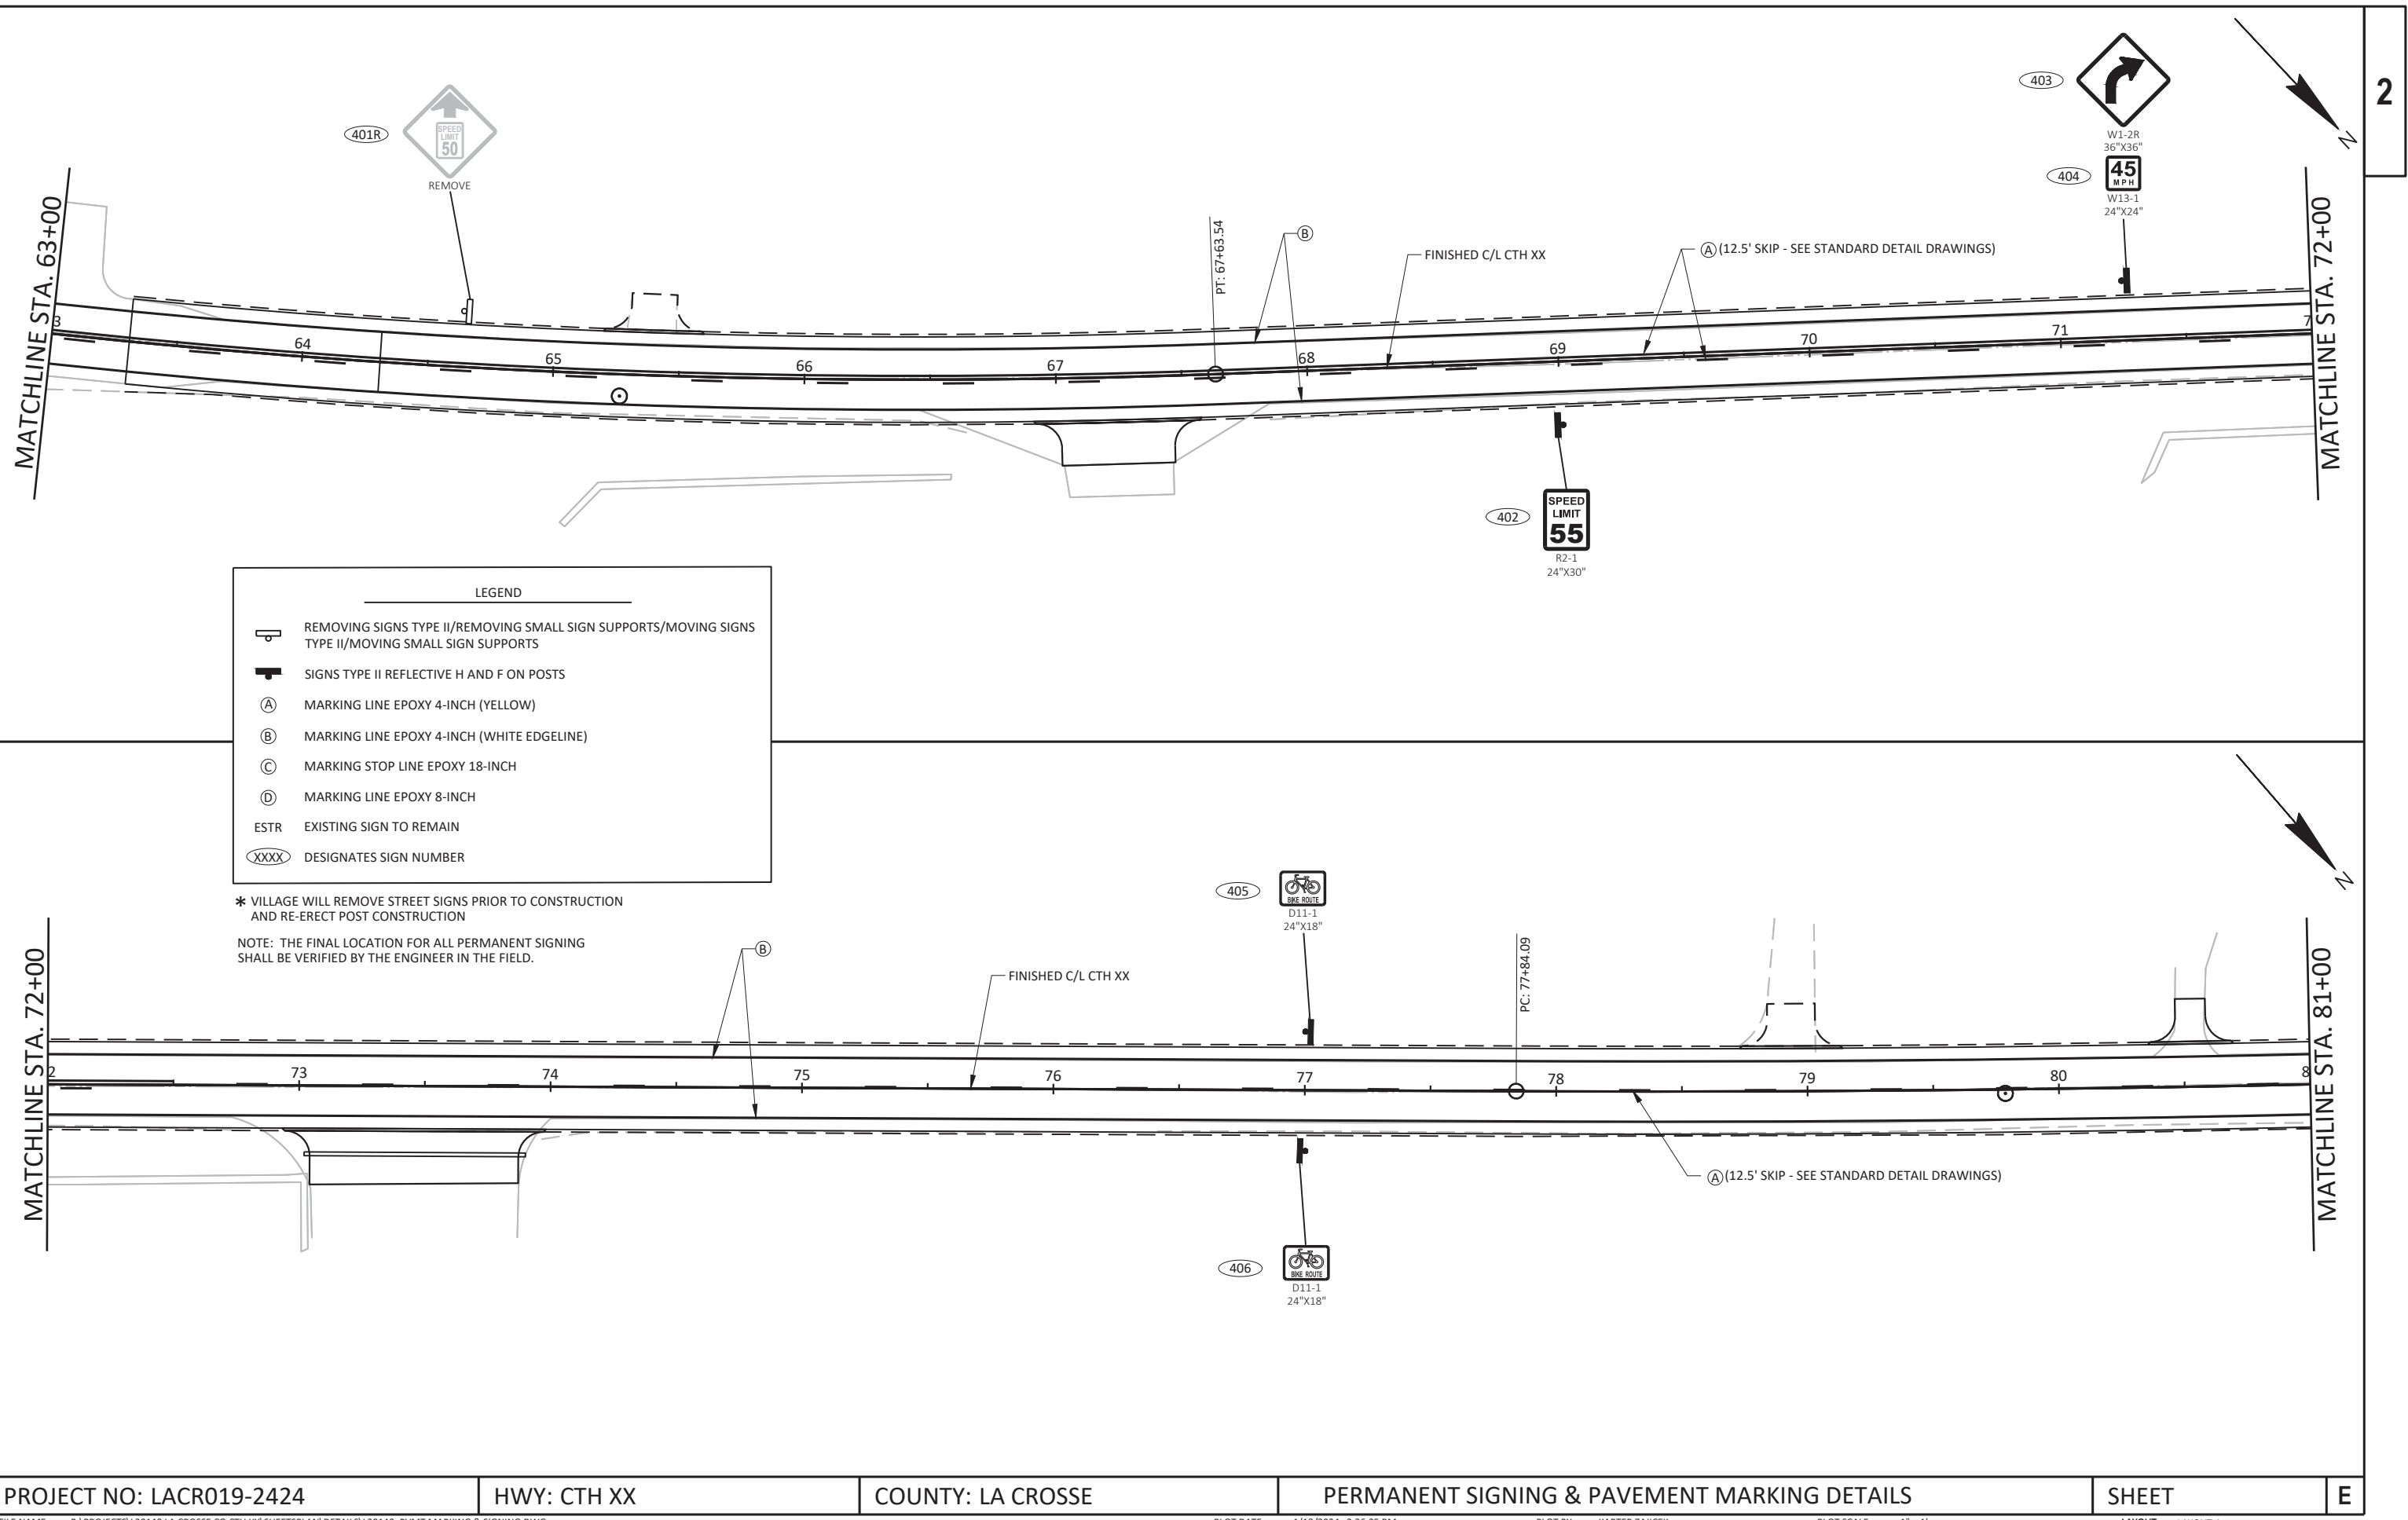 2
401R
SPEED
LIMIT
50
REMOVE
403
W1-2R
36"X36"
404
45
MPH
W13-1
24"X24"
N
MATCHLINE STA. 63+00
PT: 67+63.54
B
FINISHED C/L CTH XX
A (12.5' SKIP - SEE STANDARD DETAIL DRAWINGS)
MATCHLINE STA. 72+00
3
64
65
66
67
68
69
70
71
7
402
SPEED
LIMIT
55
R2-1
24"X30"
LEGEND
REMOVING SIGNS TYPE II/REMOVING SMALL SIGN SUPPORTS/MOVING SIGNS
TYPE II/MOVING SMALL SIGN SUPPORTS
SIGNS TYPE II REFLECTIVE H AND F ON POSTS
A MARKING LINE EPOXY 4-INCH (YELLOW)
B MARKING LINE EPOXY 4-INCH (WHITE EDGELINE)
C MARKING STOP LINE EPOXY 18-INCH
D MARKING LINE EPOXY 8-INCH
ESTR EXISTING SIGN TO REMAIN
XXXX DESIGNATES SIGN NUMBER
* VILLAGE WILL REMOVE STREET SIGNS PRIOR TO CONSTRUCTION
AND RE-ERECT POST CONSTRUCTION
NOTE: THE FINAL LOCATION FOR ALL PERMANENT SIGNING
SHALL BE VERIFIED BY THE ENGINEER IN THE FIELD.
N
MATCHLINE STA. 72+00
B
FINISHED C/L CTH XX
405
BIKE ROUTE
D11-1
24"X18"
PC: 77+84.09
MATCHLINE STA. 81+00
2
73
74
75
76
77
78
79
80
8
A (12.5' SKIP - SEE STANDARD DETAIL DRAWINGS)
406
BIKE ROUTE
D11-1
24"X18"
PROJECT NO: LACR019-2424
HWY: CTH XX
COUNTY: LA CROSSE
PERMANENT SIGNING & PAVEMENT MARKING DETAILS
SHEET
E